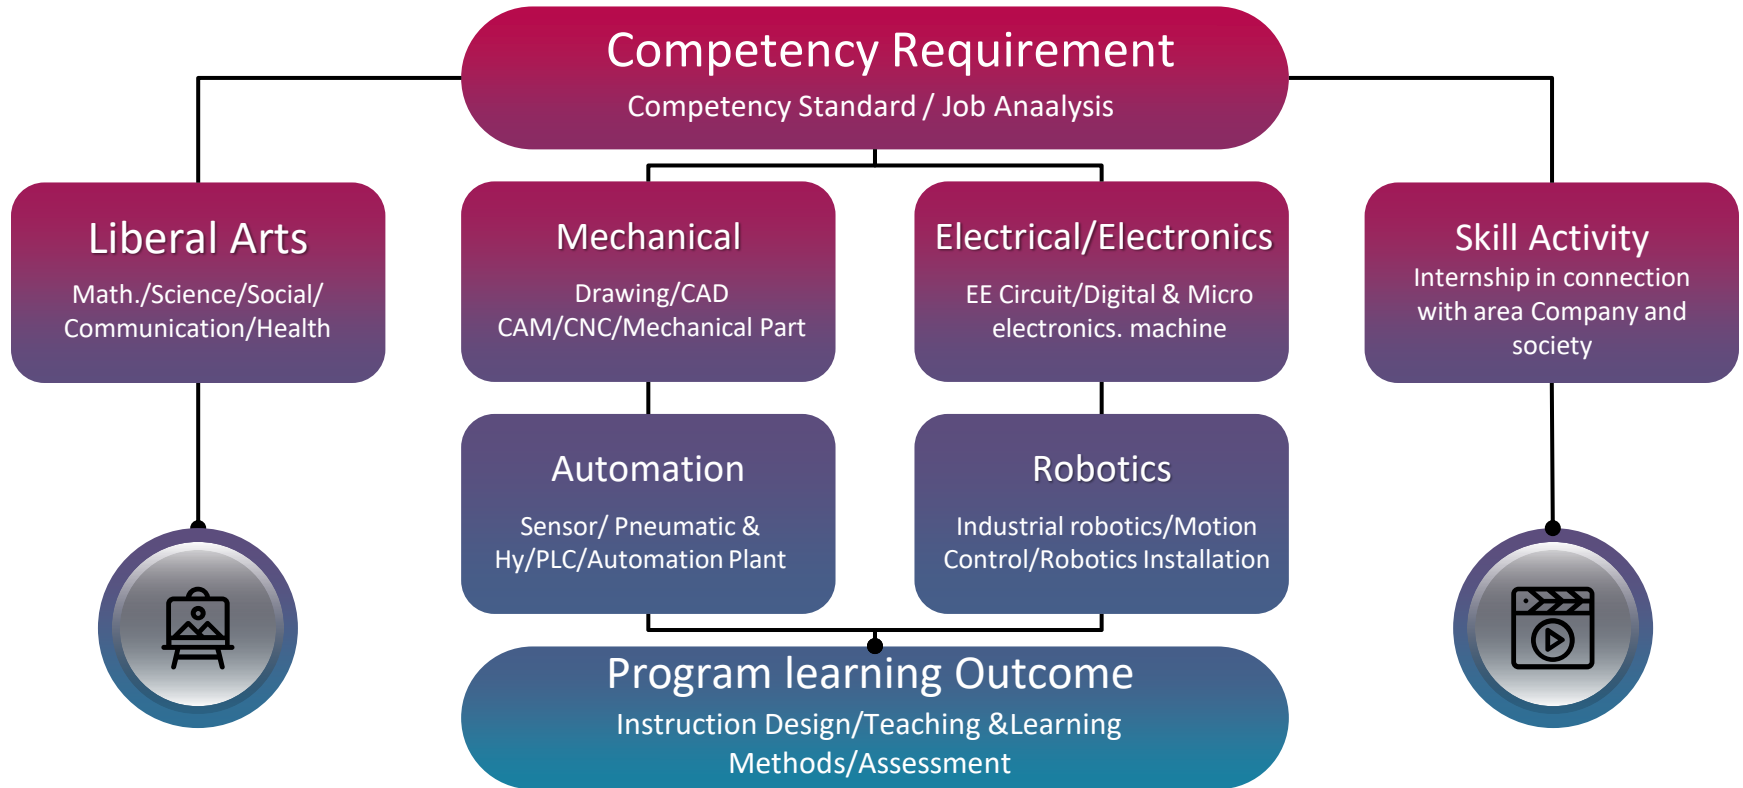 Competency Requirement
Competency Standard / Job Anaalysis
Liberal Arts
Math./Science/Social/
Communication/Health
Mechanical
Drawing/CAD
CAM/CNC/Mechanical Part
Electrical/Electronics
EE Circuit/Digital & Micro
electronics. machine
Skill Activity
Internship in connection
with area Company and
society
Automation
Sensor/ Pneumatic &
Hy/PLC/Automation Plant
Robotics
Industrial robotics/Motion
Control/Robotics Installation
Program learning Outcome
Instruction Design/Teaching &Learning
Methods/Assessment